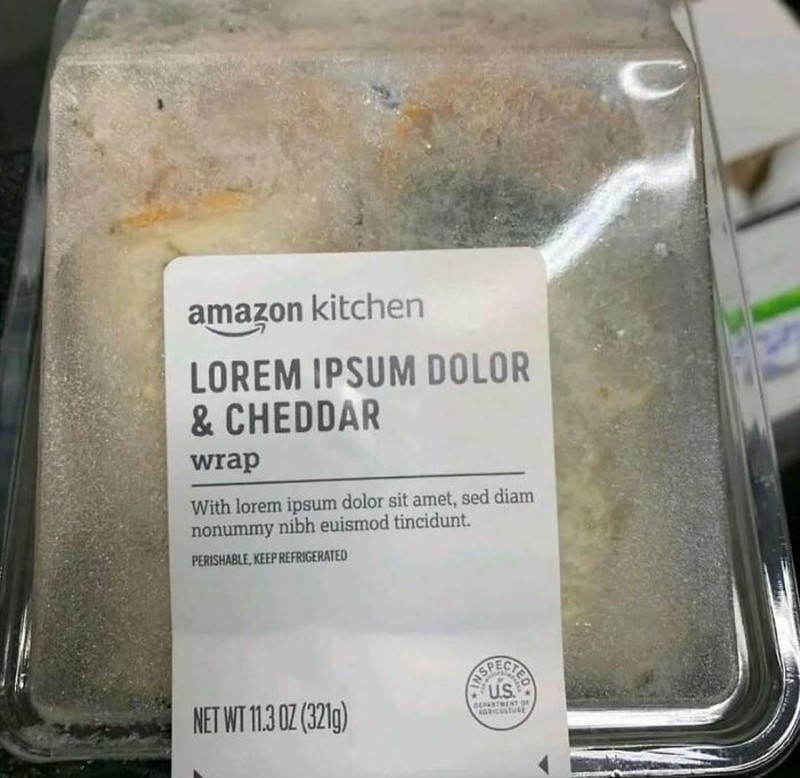 amazon kitchen
LOREM IPSUM DOLOR
& CHEDDAR
wrap
With lorem ipsum dolor sit amet, sed diam
nonummy nibh euismod tincidunt.
PERISHABLE, KEEP REFRIGERATED
NET WT 11.3 OZ (321g)
INSPECTED
U.S.
DEPARTMENT OF
AGRICULTURE